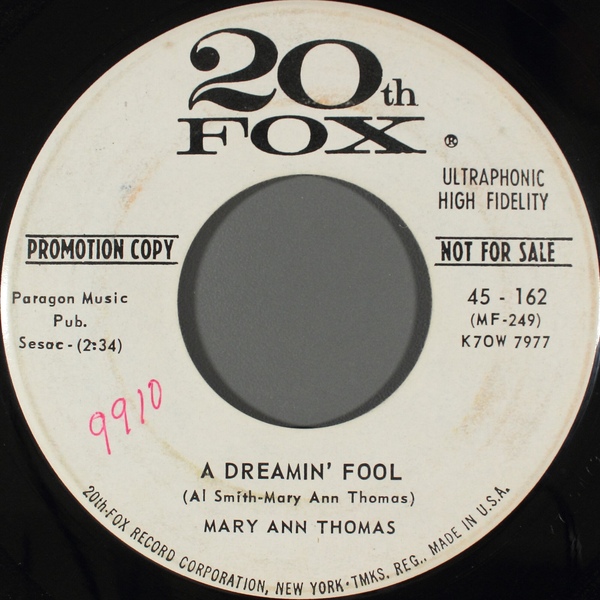 20th
FOX ®
ULTRAPHONIC
HIGH FIDELITY
PROMOTION COPY
NOT FOR SALE
Paragon Music
Pub.
Sesac - (2:34)
45 - 162
(MF-249)
K7OW 7977
9910
A DREAMIN' FOOL
(Al Smith-Mary Ann Thomas)
MARY ANN THOMAS
20th-FOX RECORD CORPORATION, NEW YORK • TMKS. REG., MADE IN U.S.A.